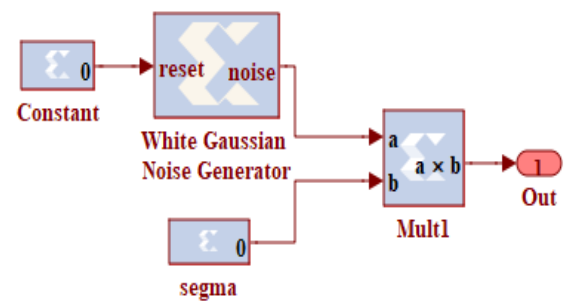 0
Constant
reset noise
White Gaussian
Noise Generator
0
segma
a
b
a × b
Mult1
1
Out